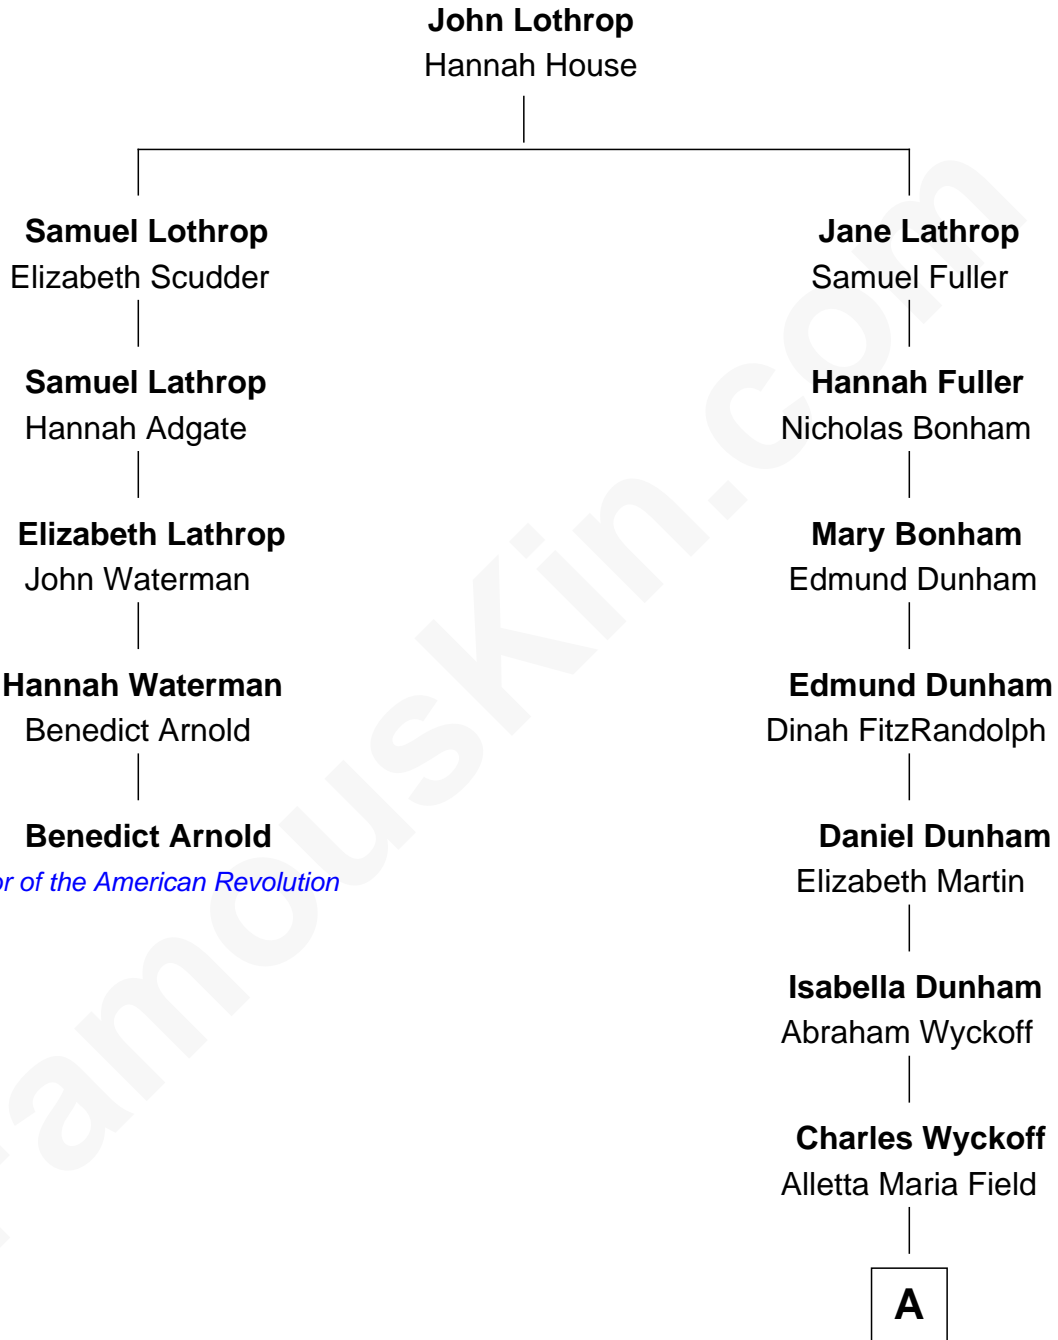 John Lothrop
Hannah House
Samuel Lothrop
Elizabeth Scudder
Samuel Lathrop
Hannah Adgate
Elizabeth Lathrop
John Waterman
Hannah Waterman
Benedict Arnold
Benedict Arnold
of the American Revolution
Jane Lathrop
Samuel Fuller
Hannah Fuller
Nicholas Bonham
Mary Bonham
Edmund Dunham
Edmund Dunham
Dinah FitzRandolph
Daniel Dunham
Elizabeth Martin
Isabella Dunham
Abraham Wyckoff
Charles Wyckoff
Alletta Maria Field
A
FamousKin.com